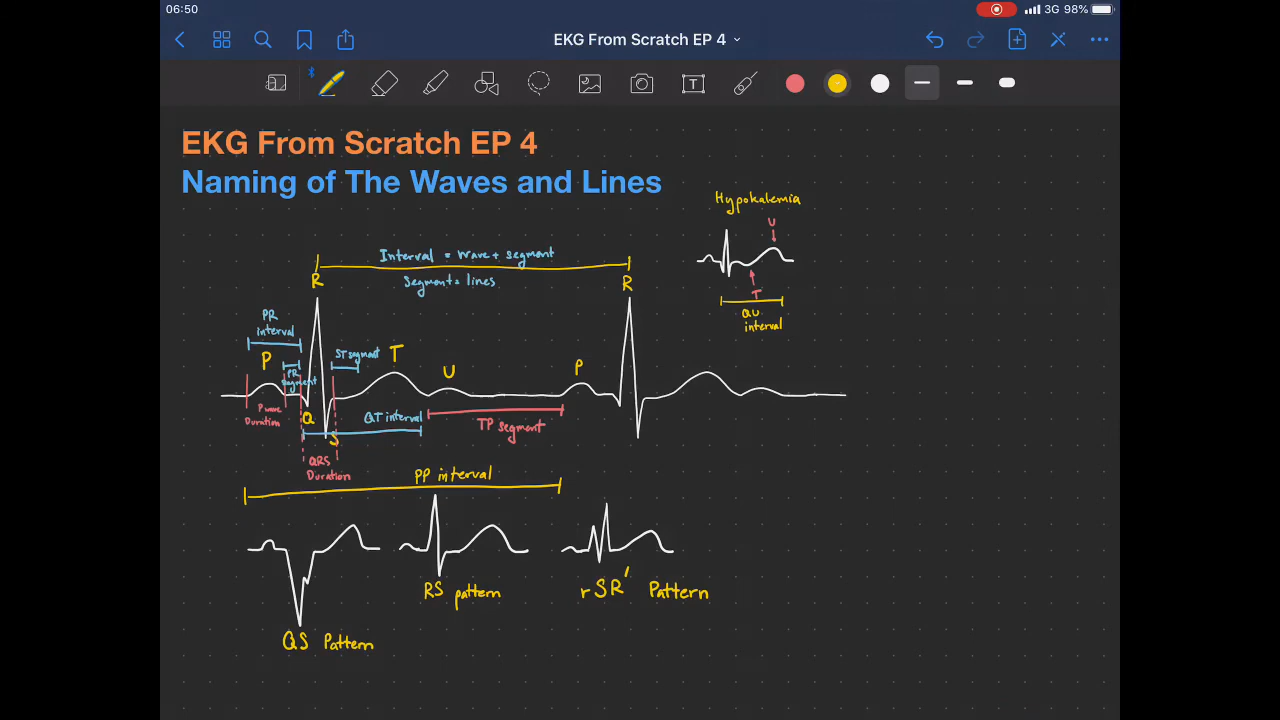 06:50
3G 98%
EKG From Scratch EP 4
T
EKG From Scratch EP 4
Naming of The Waves and Lines
Hypokalemia
U
T
QU
interval
Interval = wave + segment
Segment = lines
R
R
PR
interval
P
PR
segment
ST segment
T
U
P
P wave
Duration
Q
S
QT interval
TP segment
QRS
Duration
PP interval
QS Pattern
RS pattern
rSR' Pattern